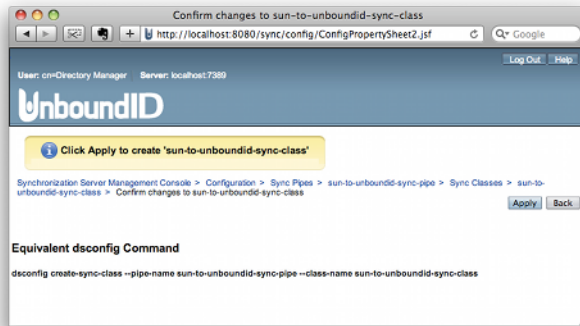 Confirm changes to sun-to-unboundid-sync-class
http://localhost:8080/sync/config/ConfigPropertySheet2.jsf
Google
Log Out Help
User: cn=Directory Manager Server: localhost:7389
UnboundID
Click Apply to create 'sun-to-unboundid-sync-class'
Synchronization Server Management Console > Configuration > Sync Pipes > sun-to-unboundid-sync-pipe > Sync Classes > sun-to-
unboundid-sync-class > Confirm changes to sun-to-unboundid-sync-class
Apply Back
Equivalent dsconfig Command
dsconfig create-sync-class --pipe-name sun-to-unboundid-sync-pipe --class-name sun-to-unboundid-sync-class